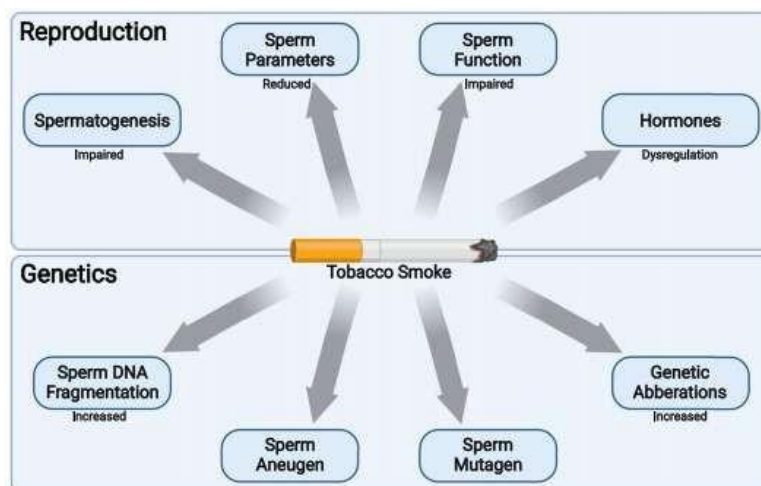 Reproduction
Sperm
Parameters
Reduced
Sperm
Function
Impaired
Spermatogenesis
Impaired
Hormones
Dysregulation
Tobacco Smoke
Genetics
Sperm DNA
Fragmentation
Increased
Genetic
Abberations
Increased
Sperm
Aneugen
Sperm
Mutagen